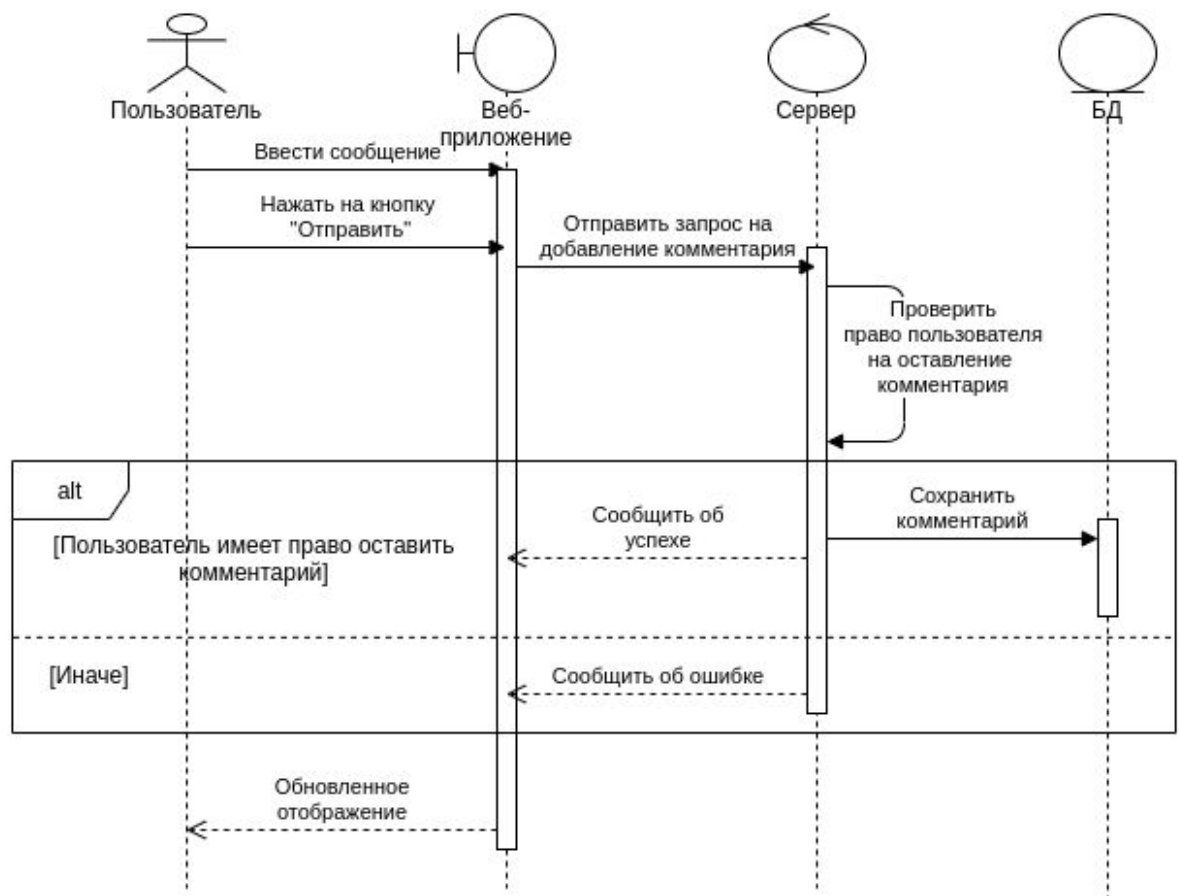 Пользователь
Веб-
приложение
Сервер
БД
Ввести сообщение
Нажать на кнопку
"Отправить"
Отправить запрос на
добавление комментария
Проверить
право пользователя
на оставление
комментария
alt
[Пользователь имеет право оставить
комментарий]
Сообщить об
успехе
Сохранить
комментарий
[Иначе]
Сообщить об ошибке
Обновленное
отображение